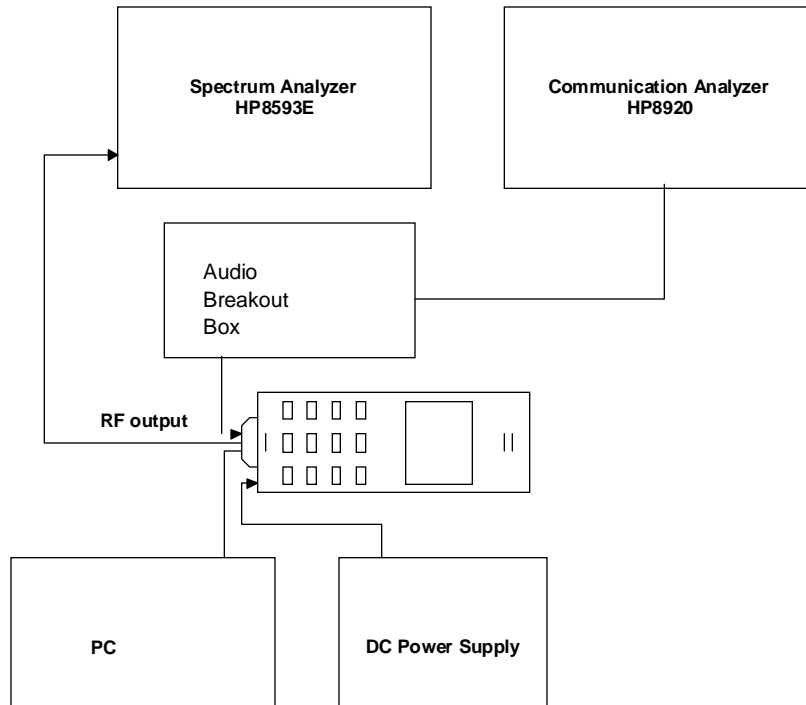 Spectrum Analyzer
HP8593E
Communication Analyzer
HP8920
Audio
Breakout
Box
RF output
PC
DC Power Supply